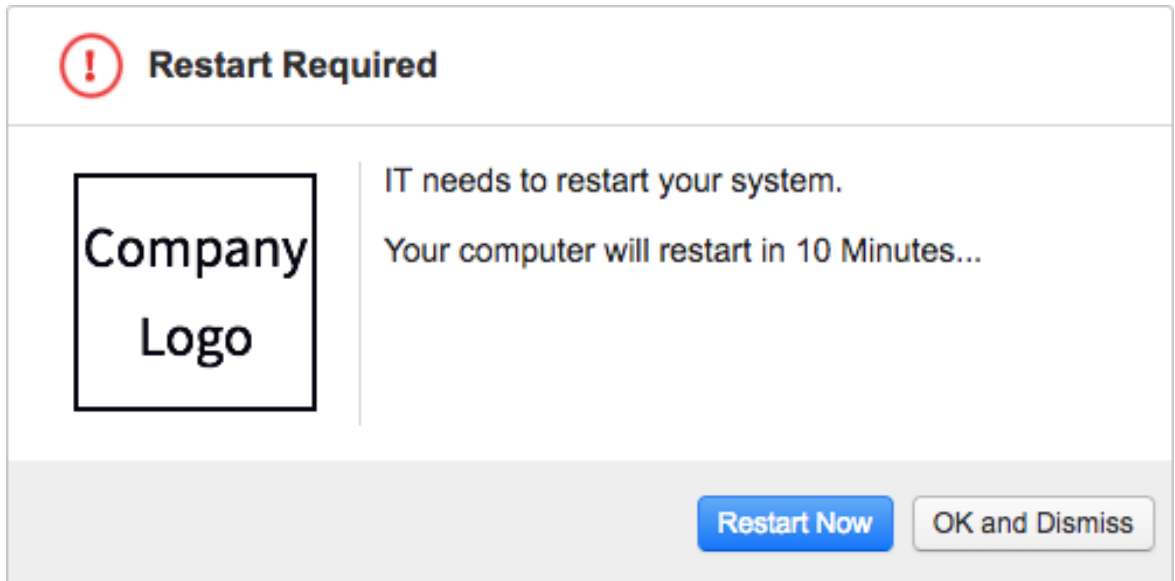 Restart Required
IT needs to restart your system.
Your computer will restart in 10 Minutes...
Company
Logo
Restart Now
OK and Dismiss